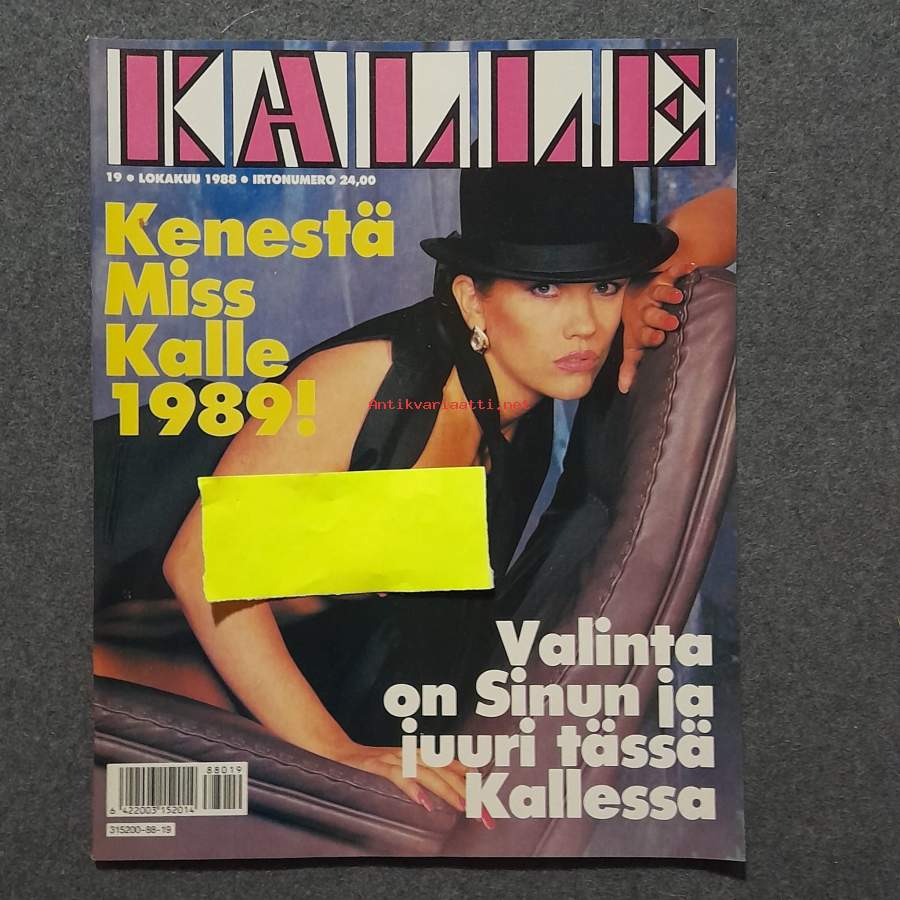 KALLE
19 • LOKAKUU 1988 • IRTONUMERO 24,00
Kenestä
Miss
Kalle
1989!
Antikvariaatti.net
Valinta
on Sinun ja
juuri tässä
Kallessa
88019
6 422003 152014
315200-88-19